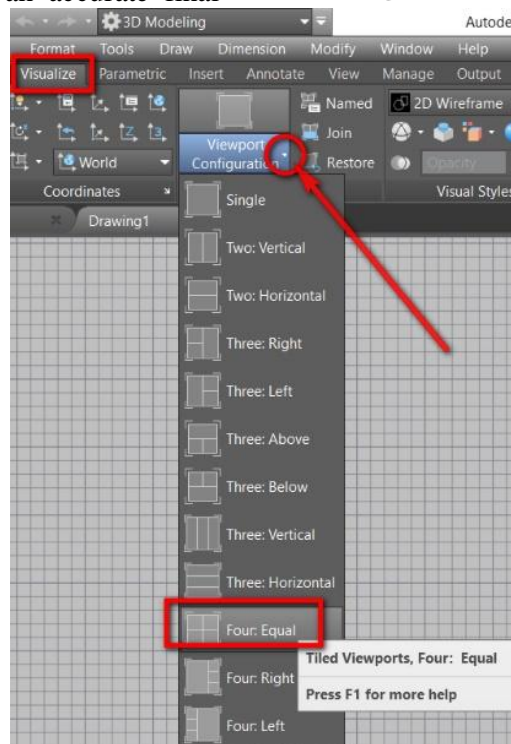 3D Modeling Autode
Format Tools Draw Dimension Modify Window Help
Visualize Parametric Insert Annotate View Manage Output
Named 2D Wireframe
Viewport Join
World Configuration Restore Opacity
Coordinates Visual Styles
Drawing1
Single
Two: Vertical
Two: Horizontal
Three: Right
Three: Left
Three: Above
Three: Below
Three: Vertical
Three: Horizontal
Four: Equal
Tiled Viewports, Four: Equal
Four: Right
Press F1 for more help
Four: Left